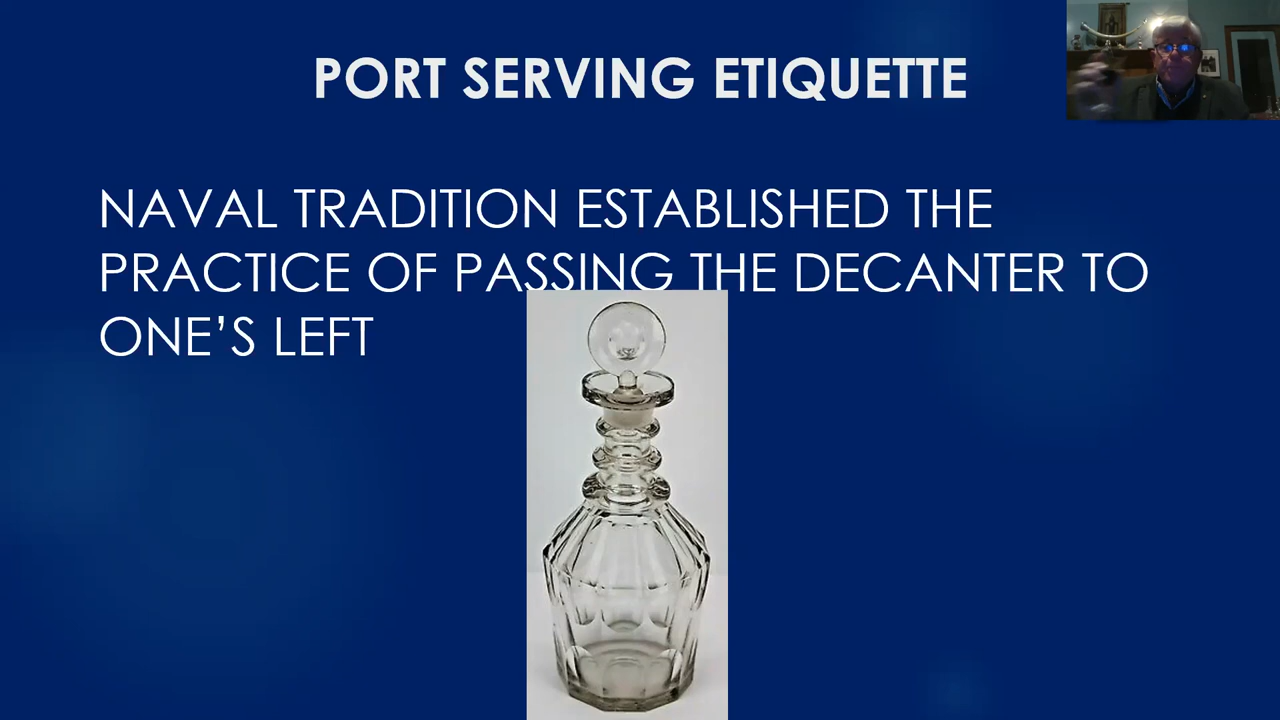 PORT SERVING ETIQUETTE
NAVAL TRADITION ESTABLISHED THE
PRACTICE OF PASSING THE DECANTER TO
ONE’S LEFT